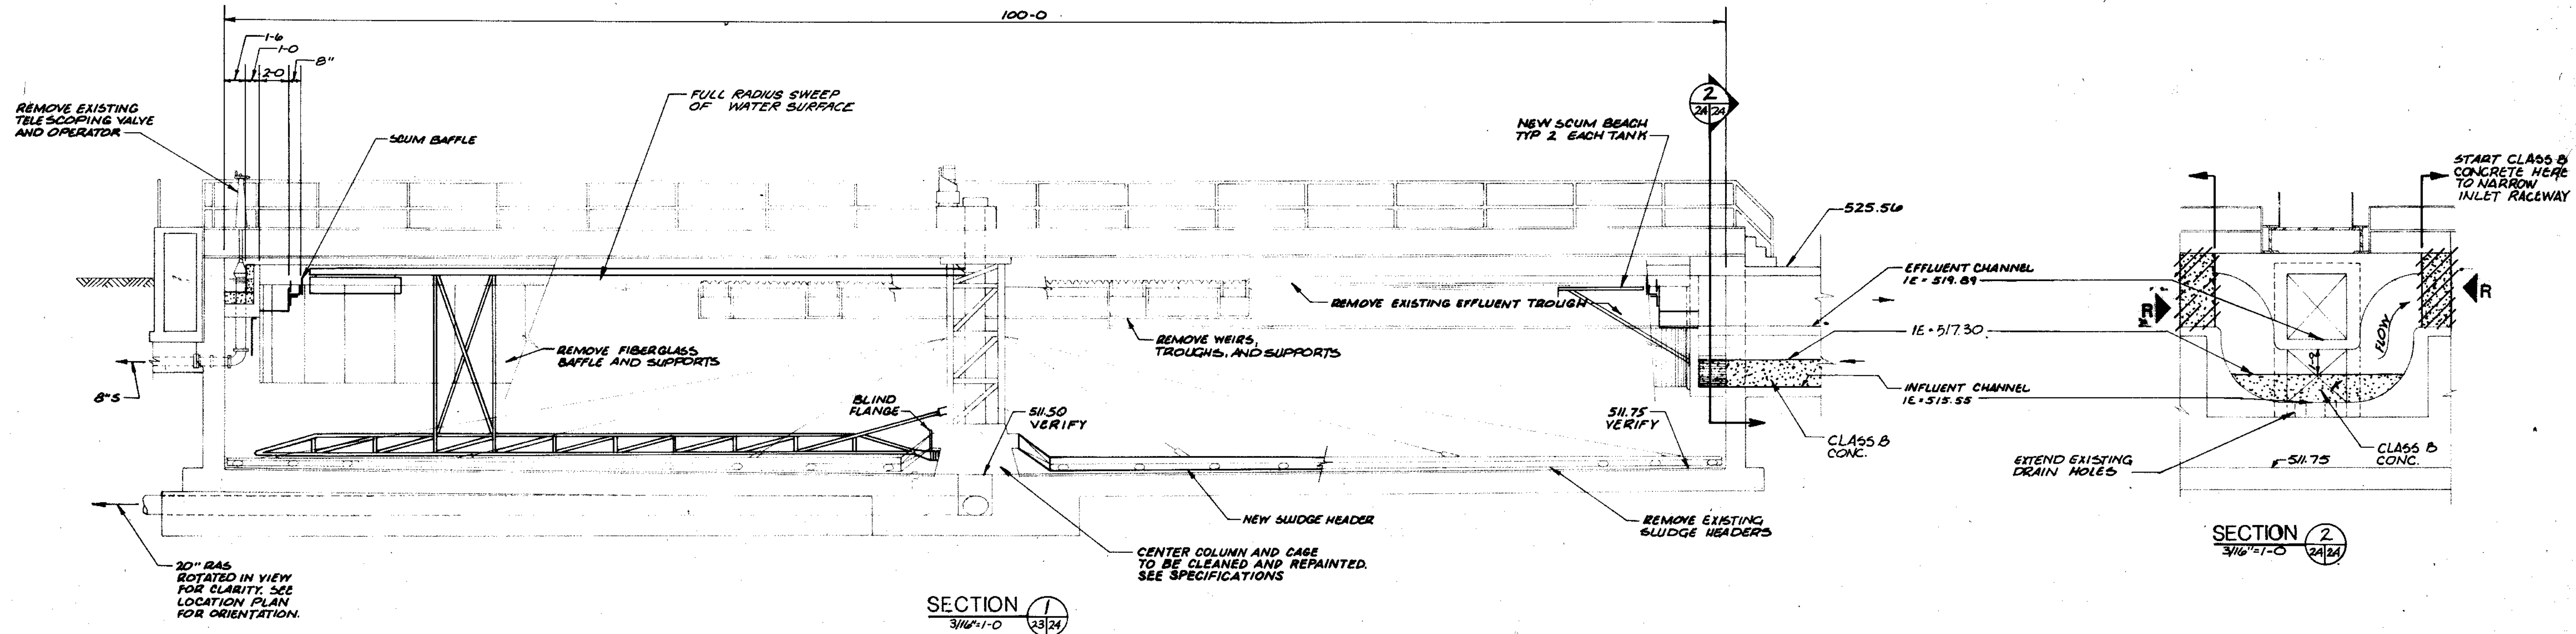 100-0
1-6
1-0
2-0
8"
REMOVE EXISTING
TELESCOPING VALVE
AND OPERATOR
SCUM BAFFLE
FULL RADIUS SWEEP
OF WATER SURFACE
NEW SCUM BEACH
TYP 2 EACH TANK
2
24 24
525.56
REMOVE EXISTING EFFLUENT TROUGH
REMOVE WEIRS,
TROUGHS, AND SUPPORTS
REMOVE FIBERGLASS
BAFFLE AND SUPPORTS
8"S
BLIND
FLANGE
511.50
VERIFY
511.75
VERIFY
CLASS B
CONC.
NEW SLUDGE HEADER
REMOVE EXISTING
SLUDGE HEADERS
CENTER COLUMN AND CAGE
TO BE CLEANED AND REPAINTED.
SEE SPECIFICATIONS
20" RAS
ROTATED IN VIEW
FOR CLARITY. SEE
LOCATION PLAN
FOR ORIENTATION.
SECTION 1
3/16"=1-0 23 24
START CLASS B
CONCRETE HERE
TO NARROW
INLET RACEWAY
EFFLUENT CHANNEL
IE=519.89
IE=517.30
INFLUENT CHANNEL
IE=515.55
R
R
FLOW
EXTEND EXISTING
DRAIN HOLES
511.75
CLASS B
CONC.
SECTION 2
3/16"=1-0 24 24